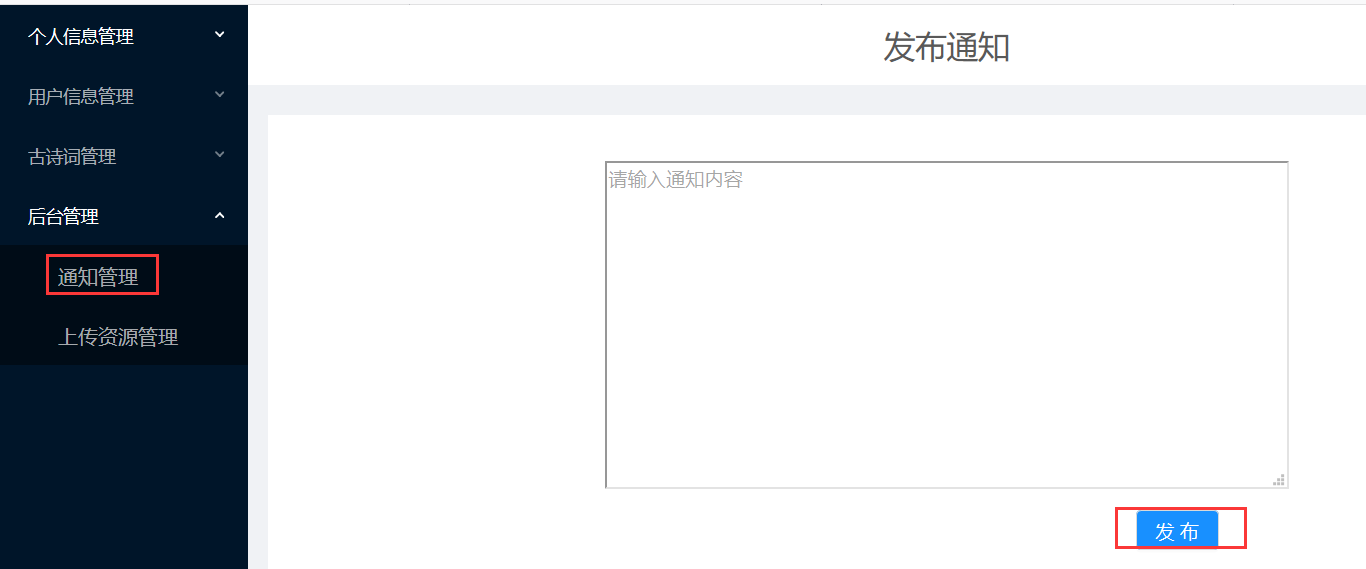 个人信息管理
用户信息管理
古诗词管理
后台管理
通知管理
上传资源管理
发布通知
请输入通知内容
发 布